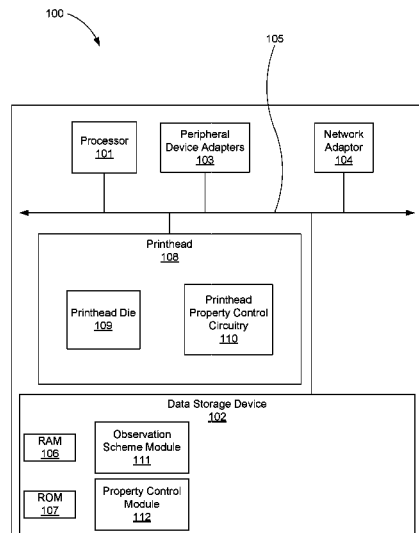 100
105
Processor
101
Peripheral
Device Adapters
103
Network
Adaptor
104
Printhead
108
Printhead Die
109
Printhead
Property Control
Circuitry
110
Data Storage Device
102
RAM
106
Observation
Scheme Module
111
ROM
107
Property Control
Module
112